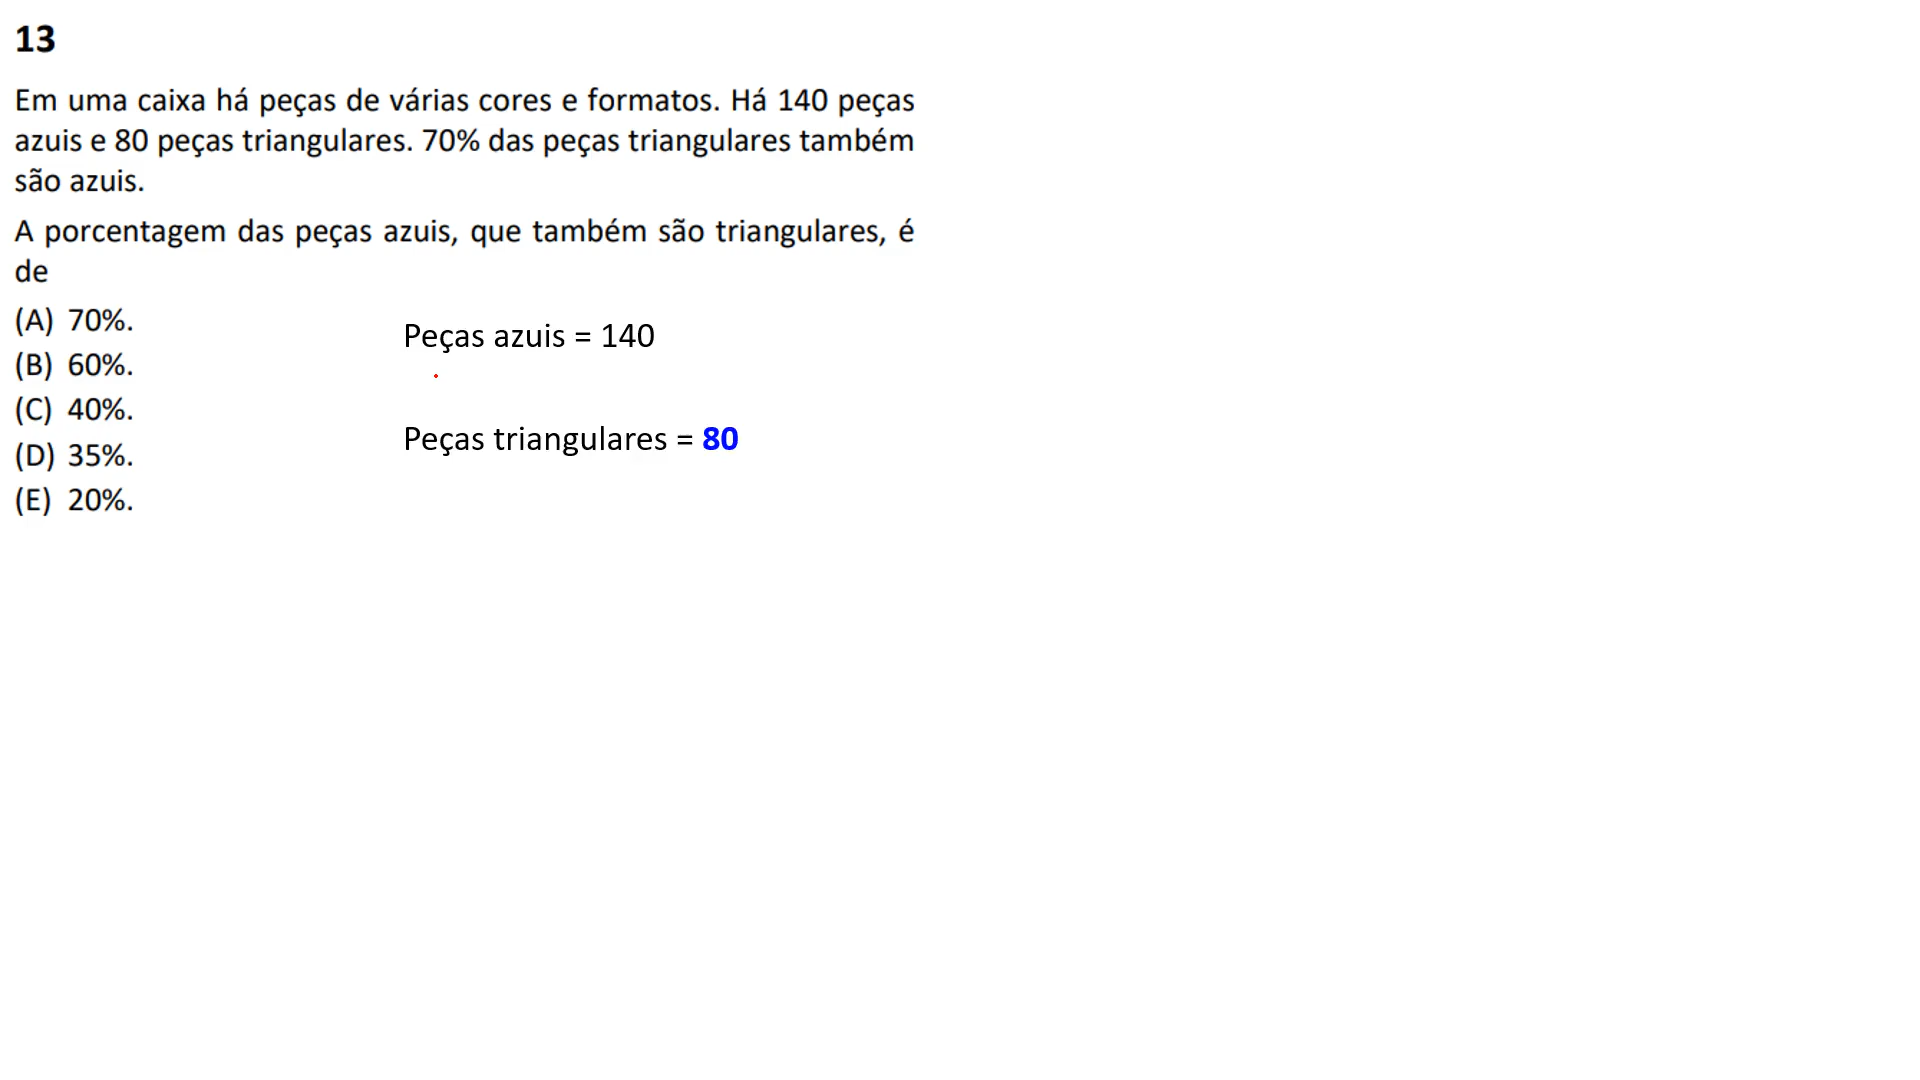 13
Em uma caixa há peças de várias cores e formatos. Há 140 peças
azuis e 80 peças triangulares. 70% das peças triangulares também
são azuis.
A porcentagem das peças azuis, que também são triangulares, é
de
(A) 70%.
(B) 60%.
(C) 40%.
(D) 35%.
(E) 20%.
Peças azuis = 140
Peças triangulares = 80